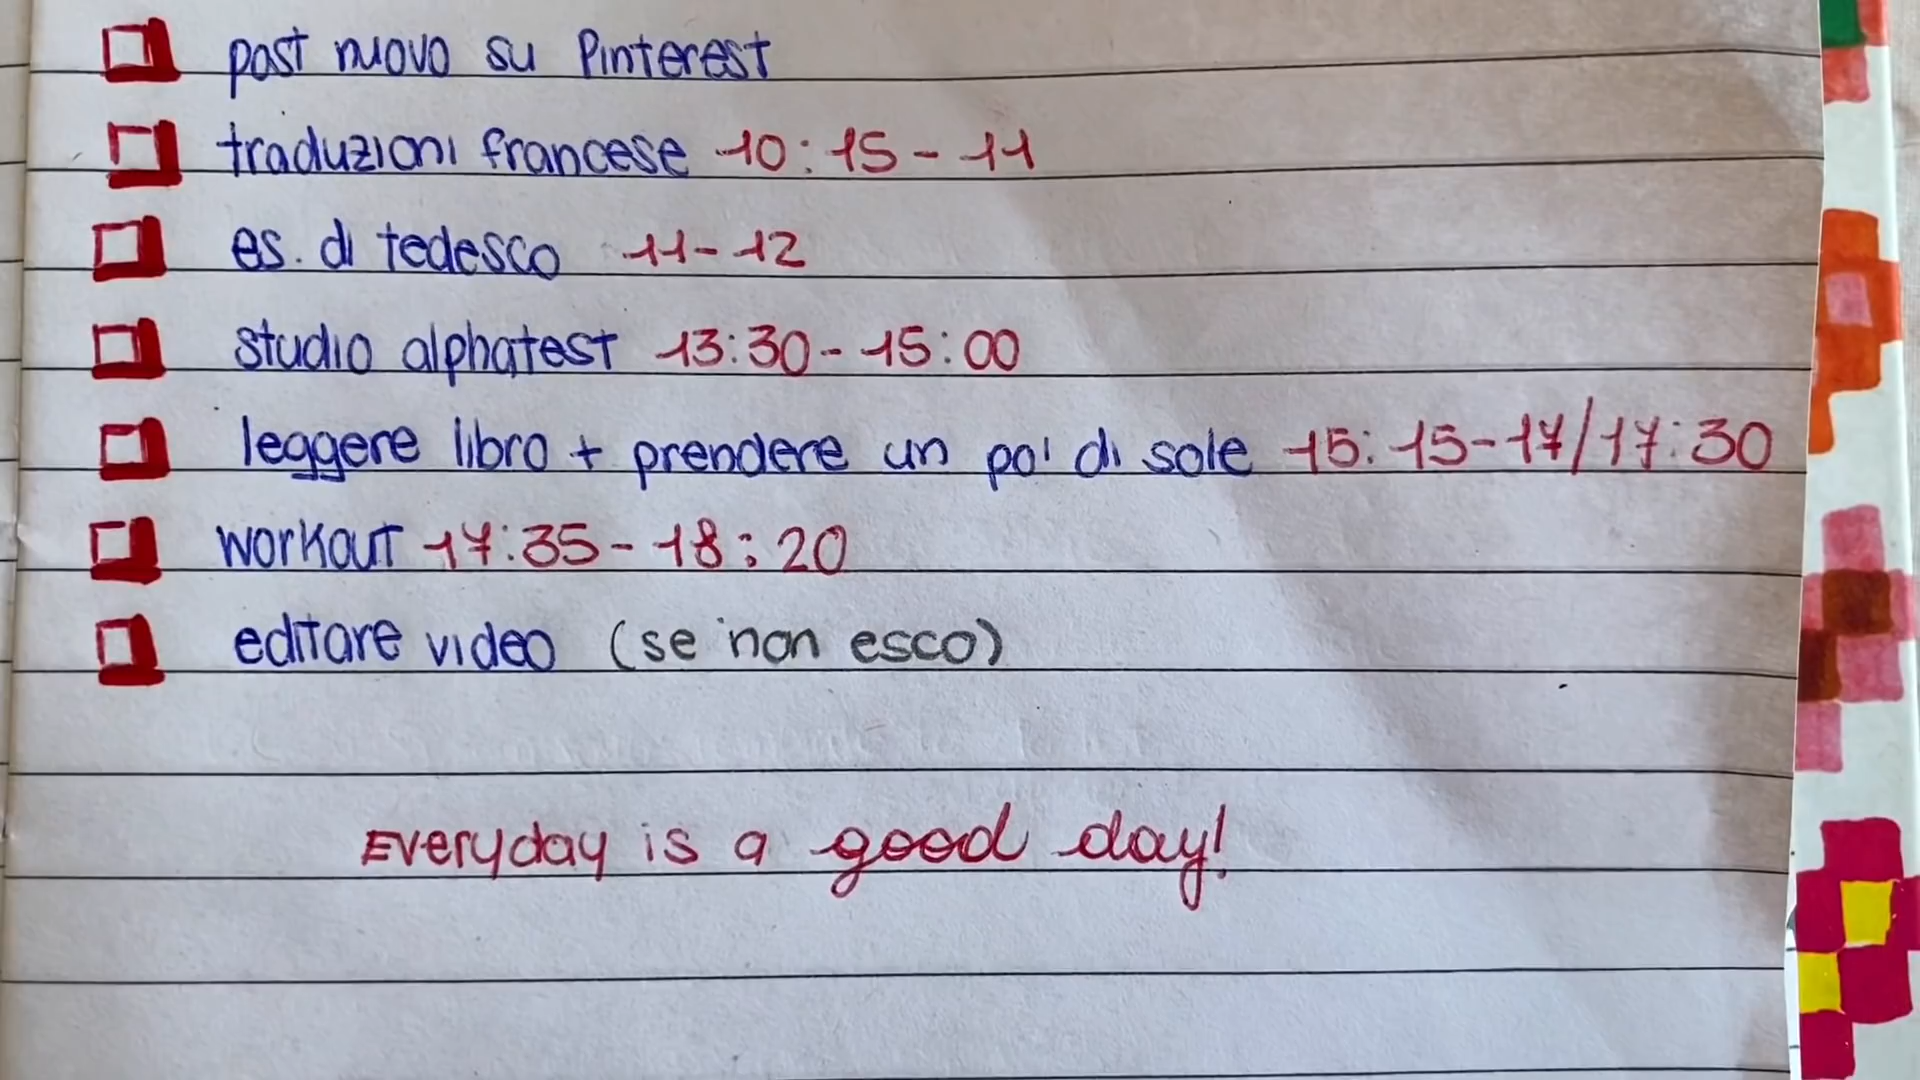 post nuovo su Pinterest
traduzioni francese 10:15-11
es. di tedesco 11-12
studio alphatest 13:30-15:00
leggere libro + prendere un po' di sole 15:15-17/17:30
workout 17:35-18:20
editare video (se non esco)
Everyday is a good day!